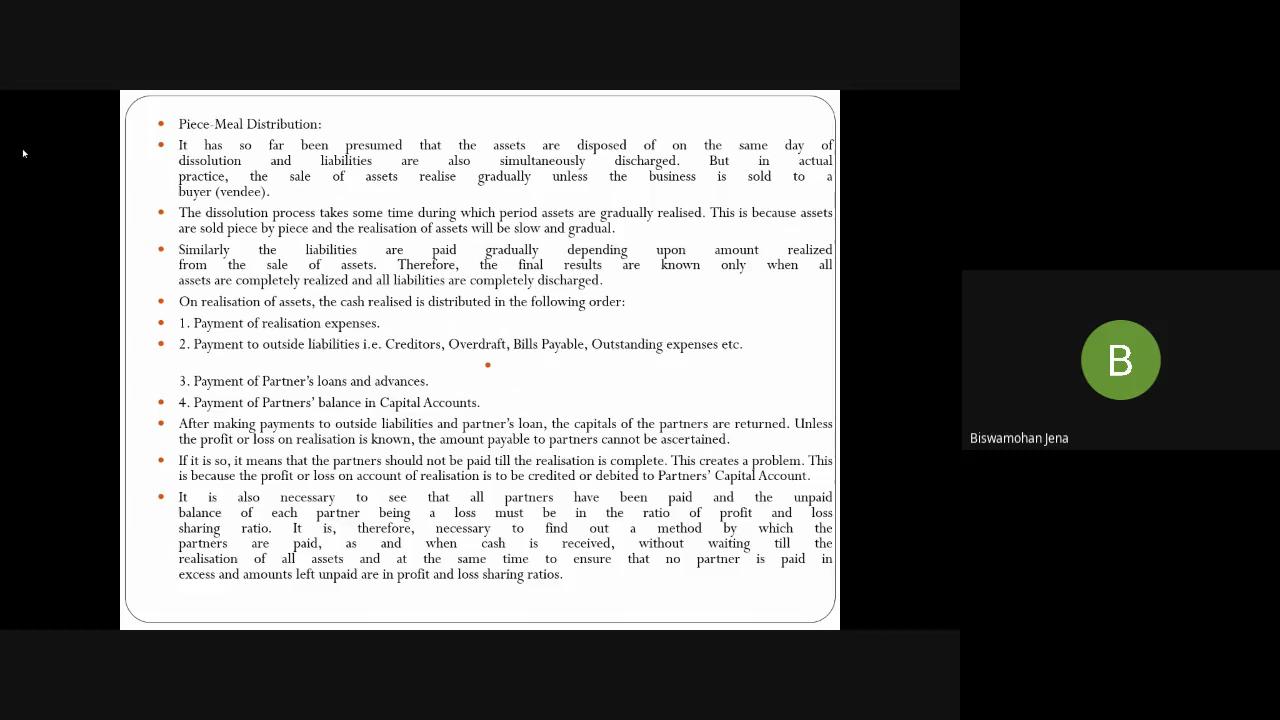 Piece-Meal Distribution:
It has so far been presumed that the assets are disposed of on the same day of
dissolution and liabilities are also simultaneously discharged. But in actual
practice, the sale of assets realise gradually unless the business is sold to a
buyer (vendee).
The dissolution process takes some time during which period assets are gradually realised. This is because assets
are sold piece by piece and the realisation of assets will be slow and gradual.
Similarly the liabilities are paid gradually depending upon amount realized
from the sale of assets. Therefore, the final results are known only when all
assets are completely realized and all liabilities are completely discharged.
On realisation of assets, the cash realised is distributed in the following order:
1. Payment of realisation expenses.
2. Payment to outside liabilities i.e. Creditors, Overdraft, Bills Payable, Outstanding expenses etc.
3. Payment of Partner's loans and advances.
4. Payment of Partners' balance in Capital Accounts.
After making payments to outside liabilities and partner's loan, the capitals of the partners are returned. Unless
the profit or loss on realisation is known, the amount payable to partners cannot be ascertained.
If it is so, it means that the partners should not be paid till the realisation is complete. This creates a problem. This
is because the profit or loss on account of realisation is to be credited or debited to Partners' Capital Account.
It is also necessary to see that all partners have been paid and the unpaid
balance of each partner being a loss must be in the ratio of profit and loss
sharing ratio. It is, therefore, necessary to find out a method by which the
partners are paid, as and when cash is received, without waiting till the
realisation of all assets and at the same time to ensure that no partner is paid in
excess and amounts left unpaid are in profit and loss sharing ratios.
B
Biswamohan Jena